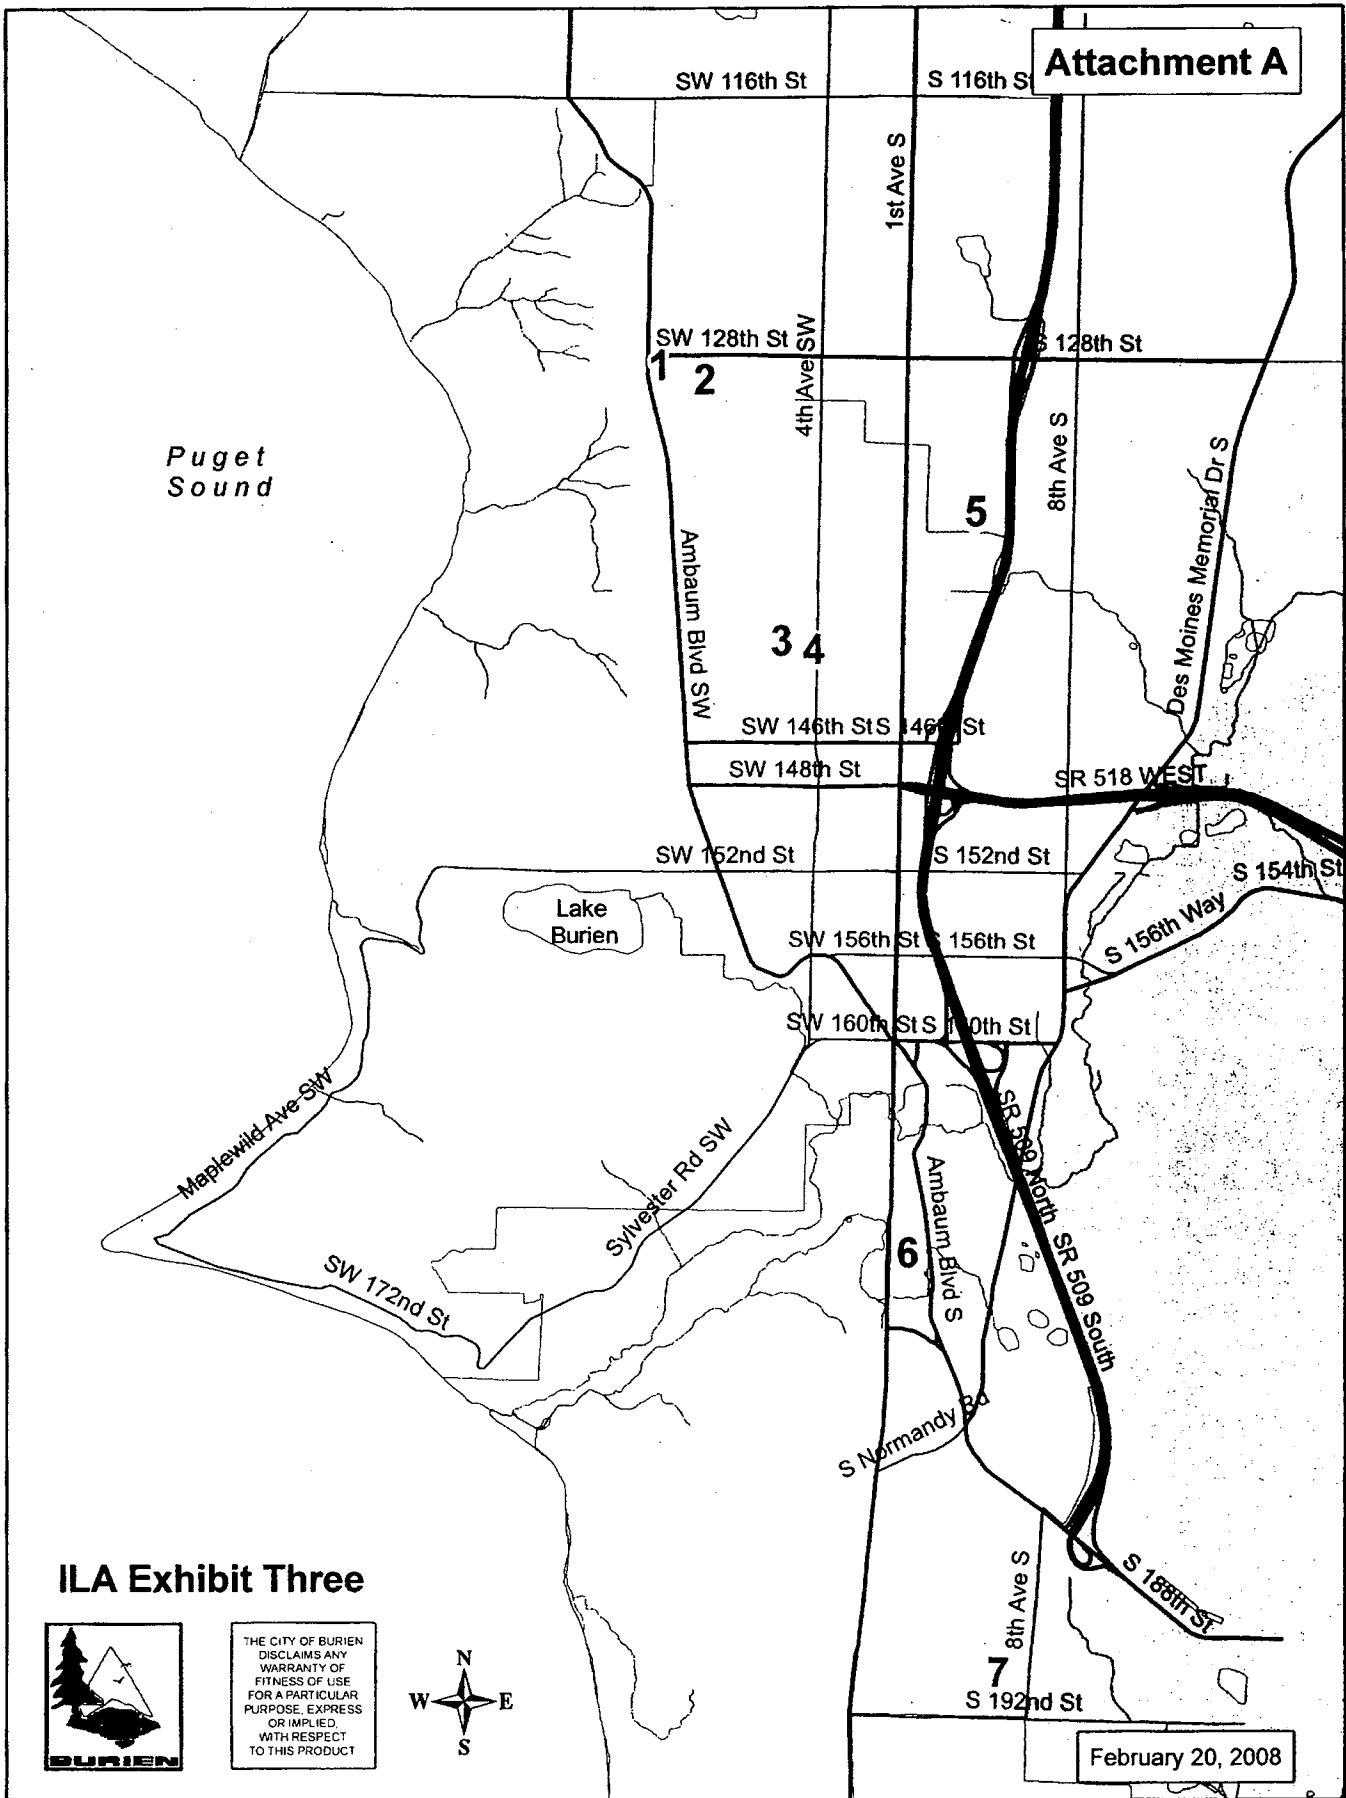 Attachment A
SW 116th St
S 116th St
1st Ave S
SW 128th St
S 128th St
4th Ave SW
1
2
8th Ave S
Puget
Sound
Des Moines Memorial Dr S
5
Ambaum Blvd SW
3
4
SW 146th St
S 146th St
SW 148th St
SR 518 WEST
SW 152nd St
S 152nd St
S 154th St
Lake
Burien
SW 156th St
S 156th St
S 156th Way
SW 160th St
S 160th St
Maplewild Ave SW
SR 509 North
Sylvester Rd SW
Ambaum Blvd S
6
SR 509 South
SW 172nd St
S Normandy Rd
ILA Exhibit Three
8th Ave S
S 188th St
THE CITY OF BURIEN
DISCLAIMS ANY
WARRANTY OF
FITNESS OF USE
FOR A PARTICULAR
PURPOSE, EXPRESS
OR IMPLIED,
WITH RESPECT
TO THIS PRODUCT
BURIEN
N
W
E
S
7
S 192nd St
February 20, 2008